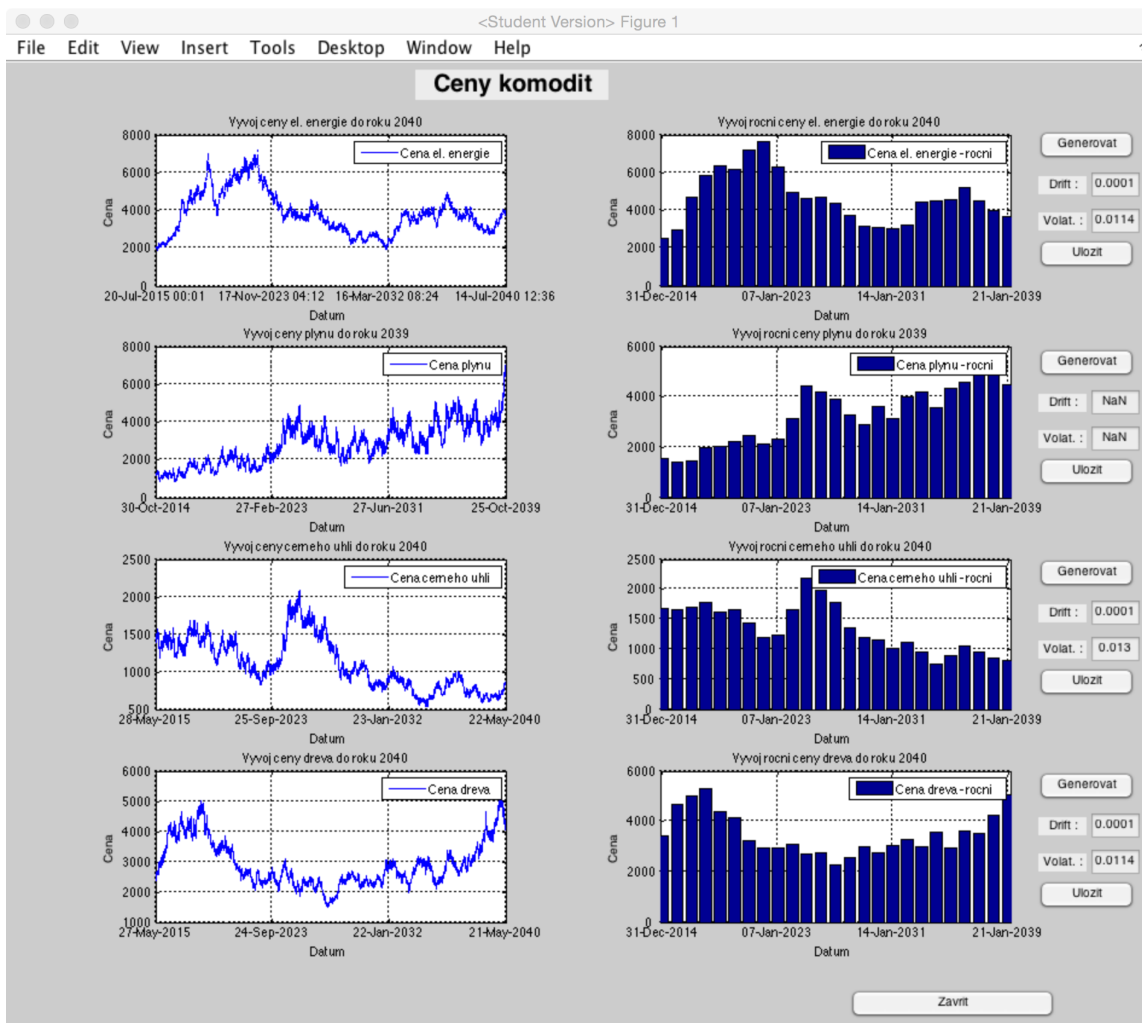 <Student Version> Figure 1
File Edit View Insert Tools Desktop Window Help
Ceny komodit
Vyvoj ceny el. energie do roku 2040
8000
6000
4000
2000
0
Cena
Cena el. energie
20-Jul-2015 00:01 17-Nov-2023 04:12 16-Mar-2032 08:24 14-Jul-2040 12:36
Datum
Vyvoj rocni ceny el. energie do roku 2040
8000
6000
4000
2000
0
Cena
Cena el. energie -rocni
31-Dec-2014 07-Jan-2023 14-Jan-2031 21-Jan-2039
Datum
Generovat
Drift : 0.0001
Volat. : 0.0114
Ulozit
Vyvoj ceny plynu do roku 2039
8000
6000
4000
2000
0
Cena
Cena plynu
30-Oct-2014 27-Feb-2023 27-Jun-2031 25-Oct-2039
Datum
Vyvoj rocni ceny plynu do roku 2039
6000
4000
2000
0
Cena
Cena plynu -rocni
31-Dec-2014 07-Jan-2023 14-Jan-2031 21-Jan-2039
Datum
Generovat
Drift : NaN
Volat. : NaN
Ulozit
Vyvoj ceny cerneho uhli do roku 2040
2500
2000
1500
1000
500
Cena
Cena cerneho uhli
28-May-2015 25-Sep-2023 23-Jan-2032 22-May-2040
Datum
Vyvoj rocni cerneho uhli do roku 2040
2500
2000
1500
1000
500
0
Cena
Cena cerneho uhli -rocni
31-Dec-2014 07-Jan-2023 14-Jan-2031 21-Jan-2039
Datum
Generovat
Drift : 0.0001
Volat. : 0.013
Ulozit
Vyvoj ceny dreva do roku 2040
6000
5000
4000
3000
2000
1000
Cena
Cena dreva
27-May-2015 24-Sep-2023 22-Jan-2032 21-May-2040
Datum
Vyvoj rocni ceny dreva do roku 2040
6000
4000
2000
0
Cena
Cena dreva -rocni
31-Dec-2014 07-Jan-2023 14-Jan-2031 21-Jan-2039
Datum
Generovat
Drift : 0.0001
Volat. : 0.0114
Ulozit
Zavrit